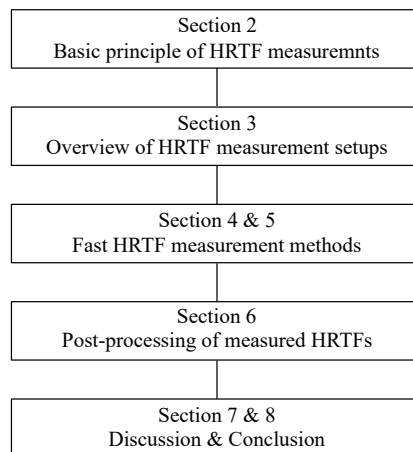 Section 2
Basic principle of HRTF measuremnts
Section 3
Overview of HRTF measurement setups
Section 4 & 5
Fast HRTF measurement methods
Section 6
Post-processing of measured HRTFs
Section 7 & 8
Discussion & Conclusion